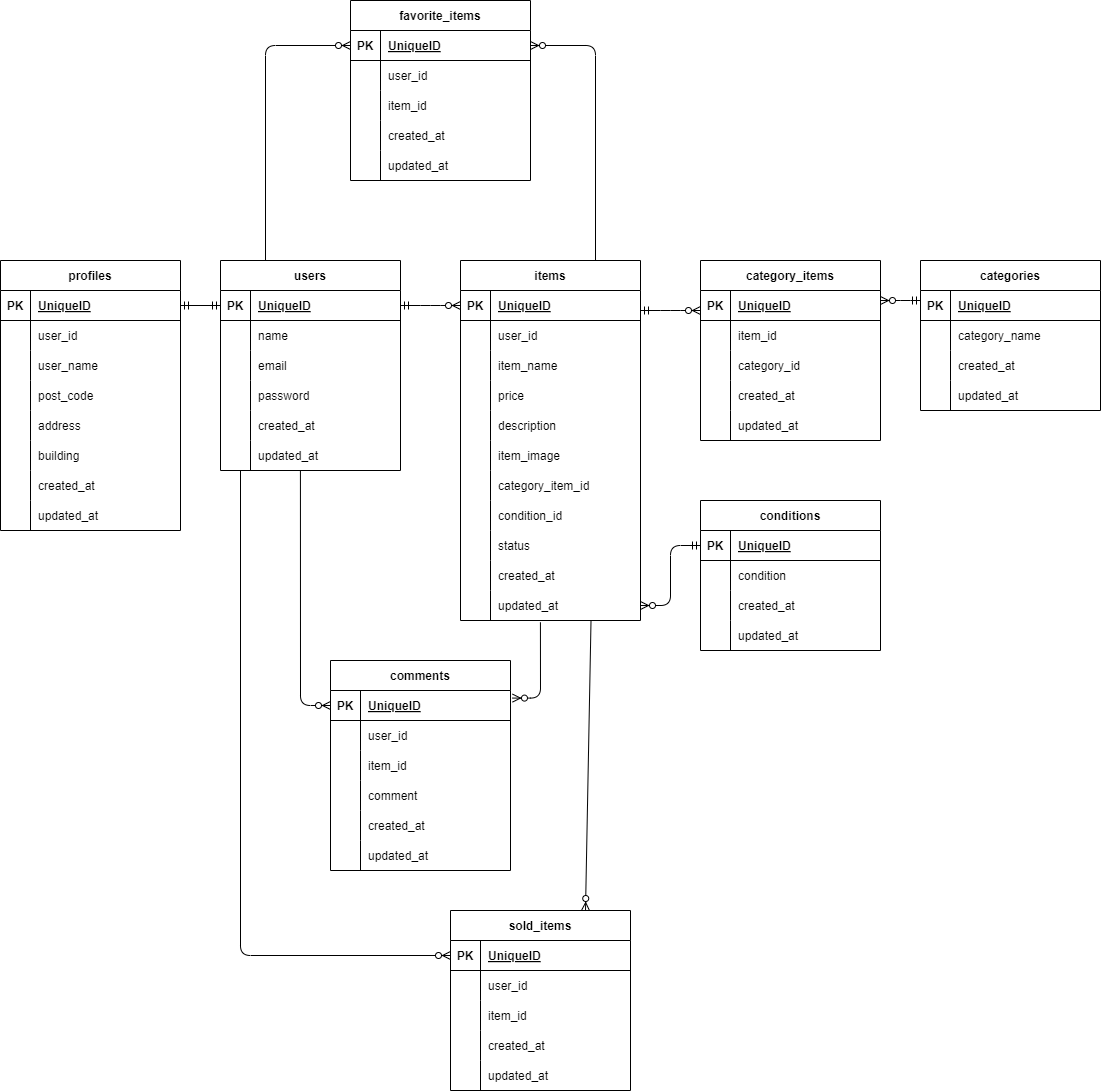 favorite_items
PK UniqueID
user_id
item_id
created_at
updated_at
profiles
PK UniqueID
user_id
user_name
post_code
address
building
created_at
updated_at
users
PK UniqueID
name
email
password
created_at
updated_at
items
PK UniqueID
user_id
item_name
price
description
item_image
category_item_id
condition_id
status
created_at
updated_at
category_items
PK UniqueID
item_id
category_id
created_at
updated_at
categories
PK UniqueID
category_name
created_at
updated_at
conditions
PK UniqueID
condition
created_at
updated_at
comments
PK UniqueID
user_id
item_id
comment
created_at
updated_at
sold_items
PK UniqueID
user_id
item_id
created_at
updated_at